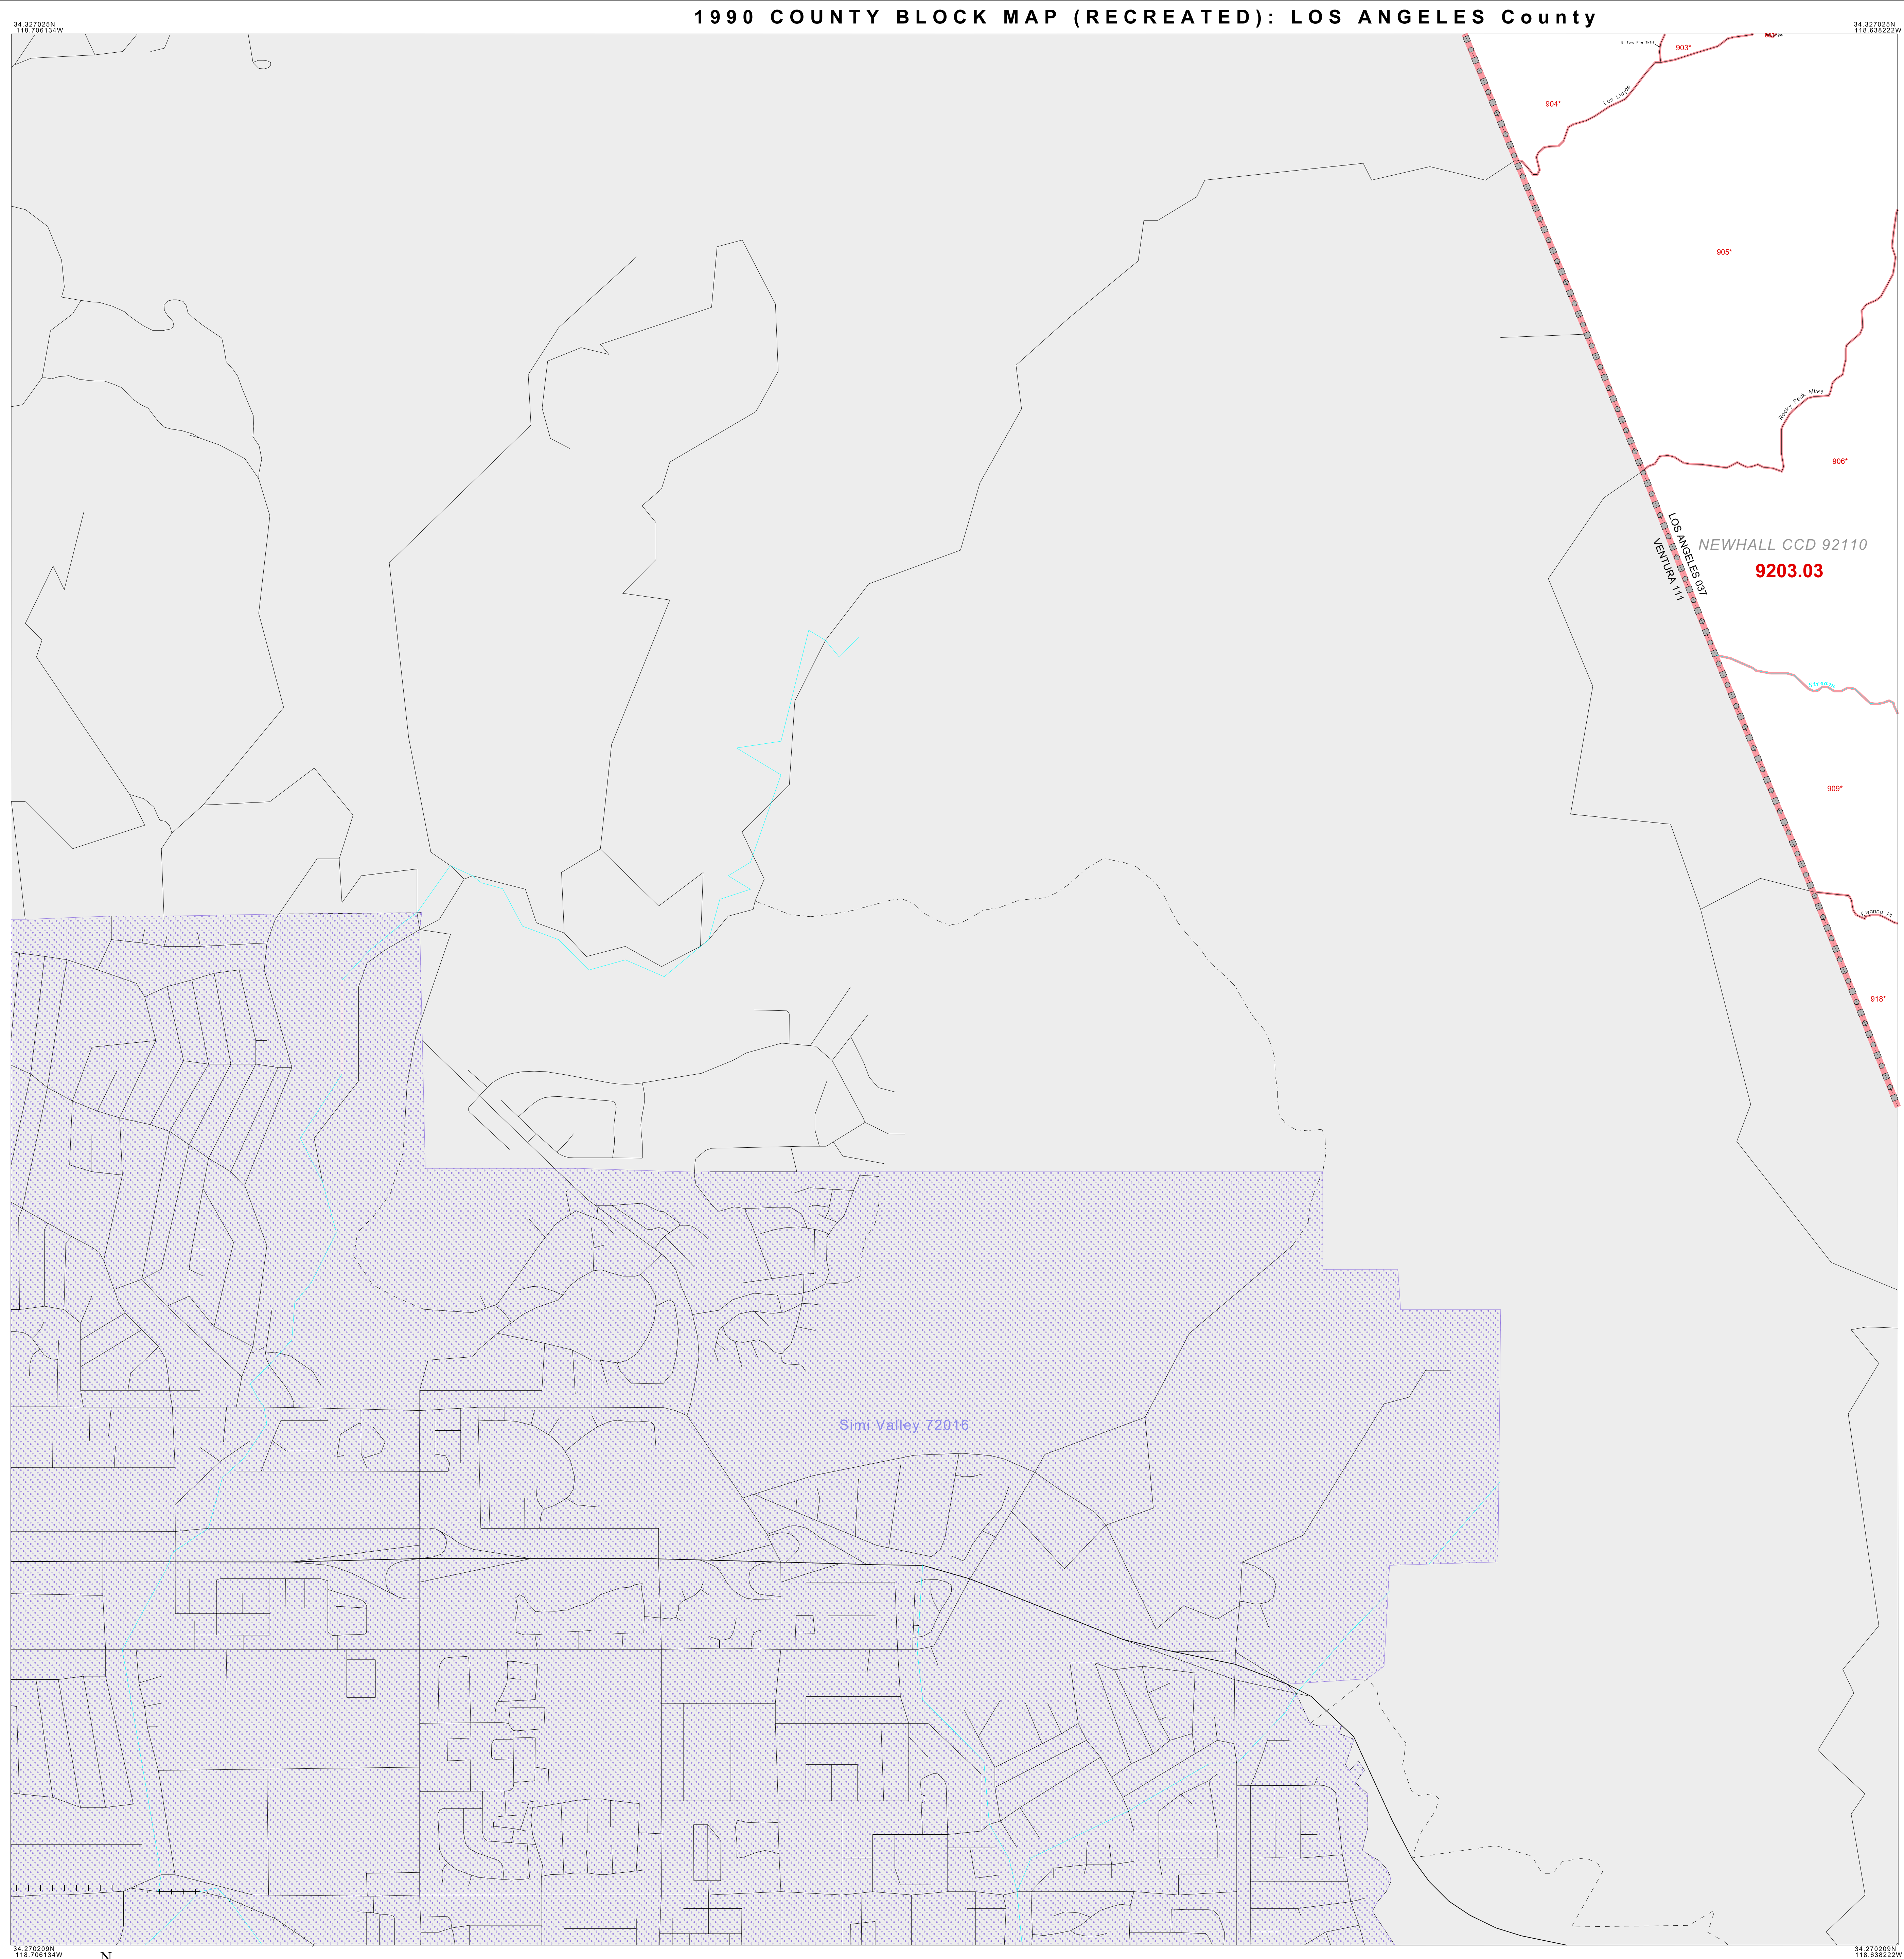 1990 COUNTY BLOCK MAP (RECREATED): LOS ANGELES County
34.327025N
118.706134W
34.327025N
118.638222W
903*
904*
Las Llajas
905*
Rocky Peak Mtwy
906*
LOS ANGELES 037
VENTURA 111
NEWHALL CCD 92110
9203.03
909*
918*
Simi Valley 72016
34.270209N
118.706134W
N
34.270209N
118.638222W